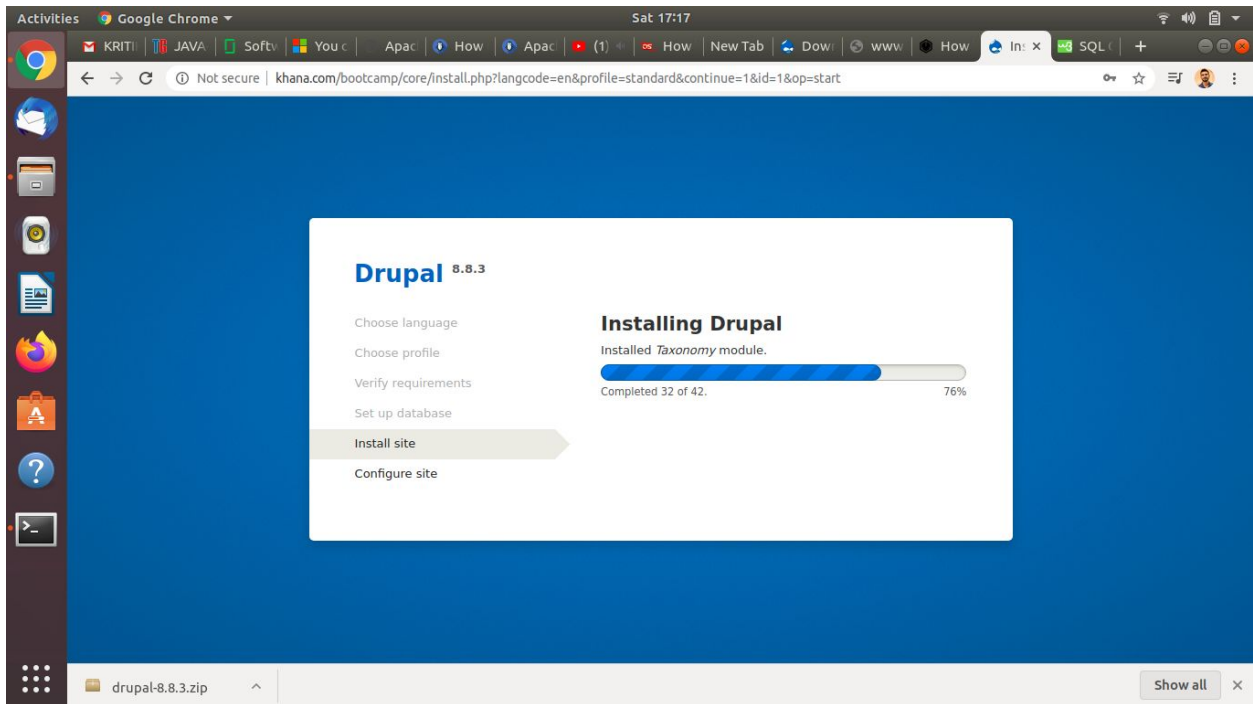 Activities Google Chrome Sat 17:17
KRITI JAVA Softv You c Apac How Apac (1) How New Tab Dow www How In SQL (
Not secure | khana.com/bootcamp/core/install.php?langcode=en&profile=standard&continue=1&id=1&op=start
Drupal 8.8.3
Choose language
Choose profile
Verify requirements
Set up database
Install site
Configure site
Installing Drupal
Installed Taxonomy module.
Completed 32 of 42. 76%
drupal-8.8.3.zip
Show all